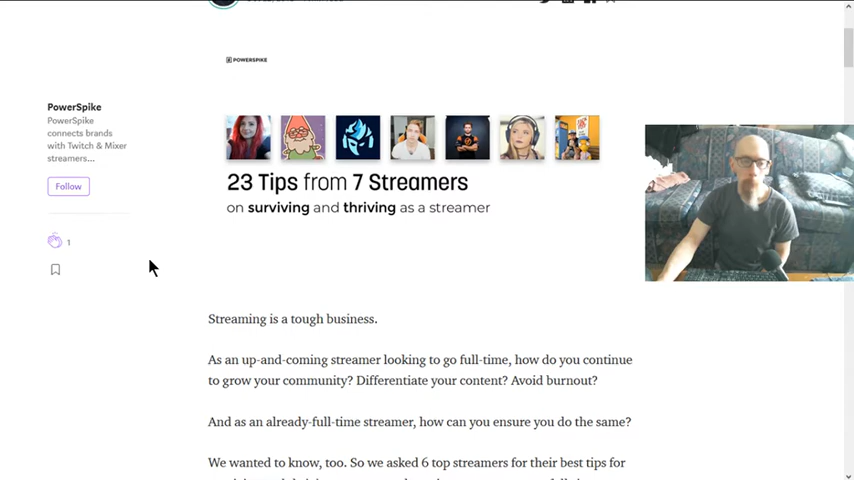 POWERSPIKE
PowerSpike
PowerSpike
connects brands
with Twitch & Mixer
streamers...
Follow
1
23 Tips from 7 Streamers
on surviving and thriving as a streamer
Streaming is a tough business.
As an up-and-coming streamer looking to go full-time, how do you continue
to grow your community? Differentiate your content? Avoid burnout?
And as an already-full-time streamer, how can you ensure you do the same?
We wanted to know, too. So we asked 6 top streamers for their best tips for